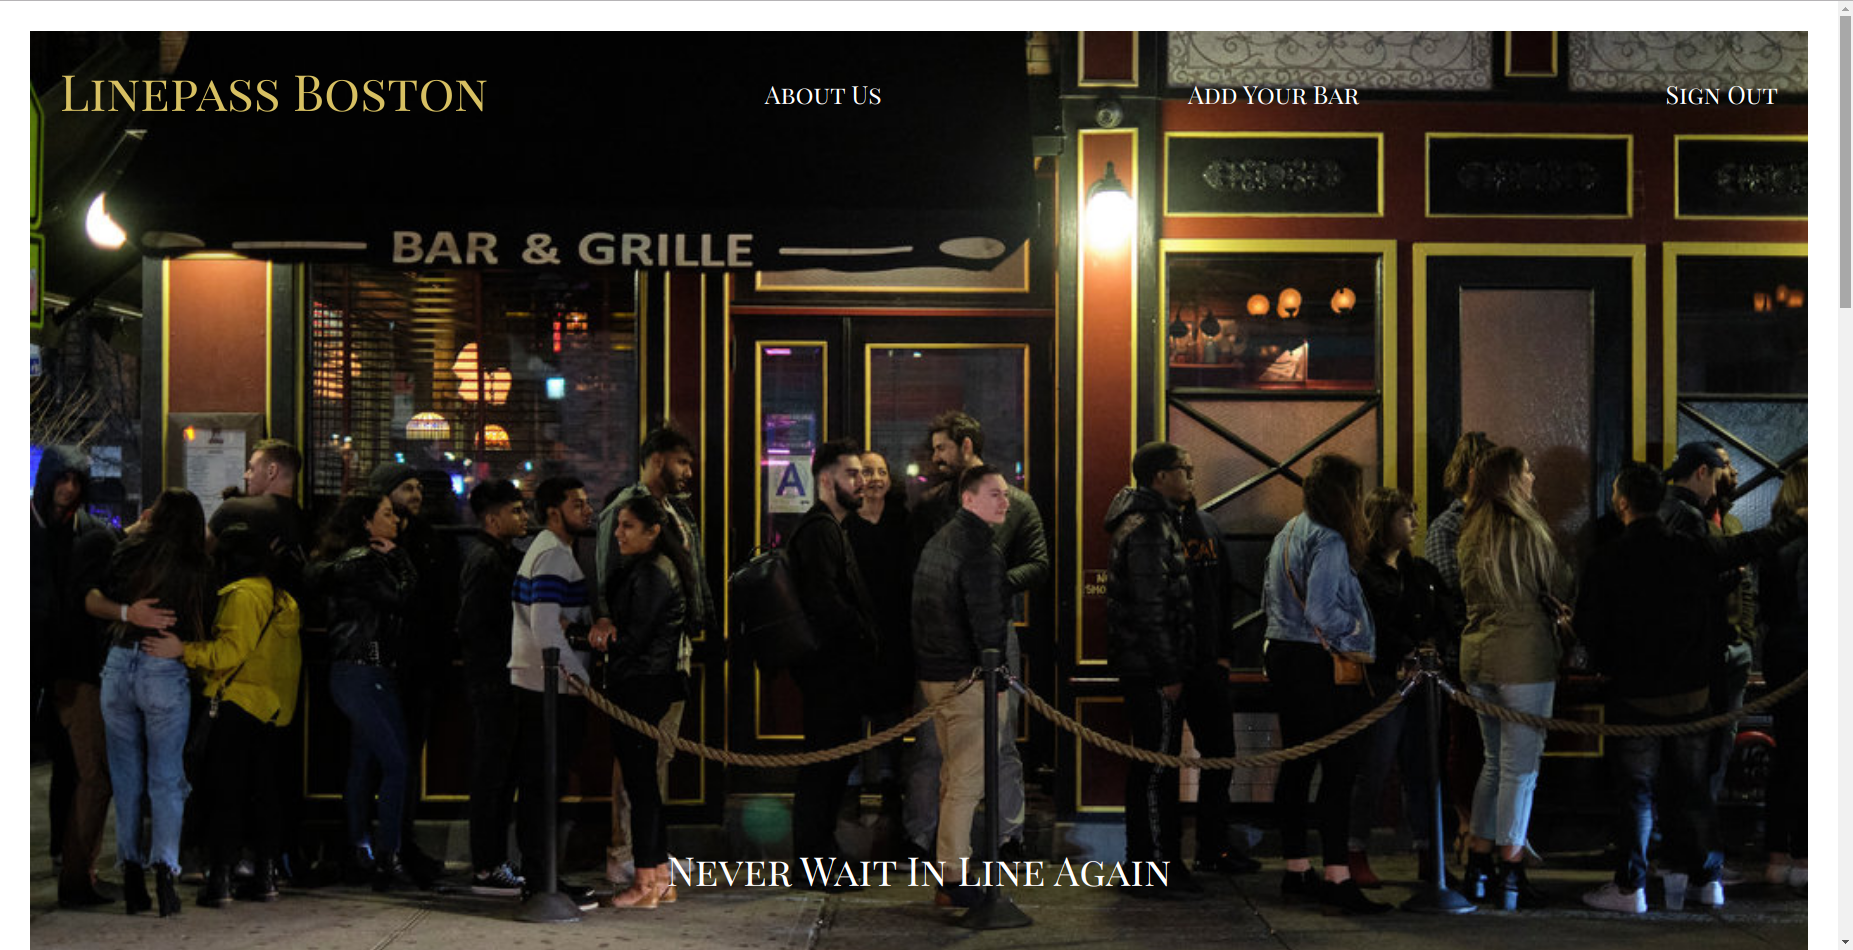 Linepass Boston
About Us
Add Your Bar
Sign Out
BAR & GRILLE
A
Never Wait In Line Again